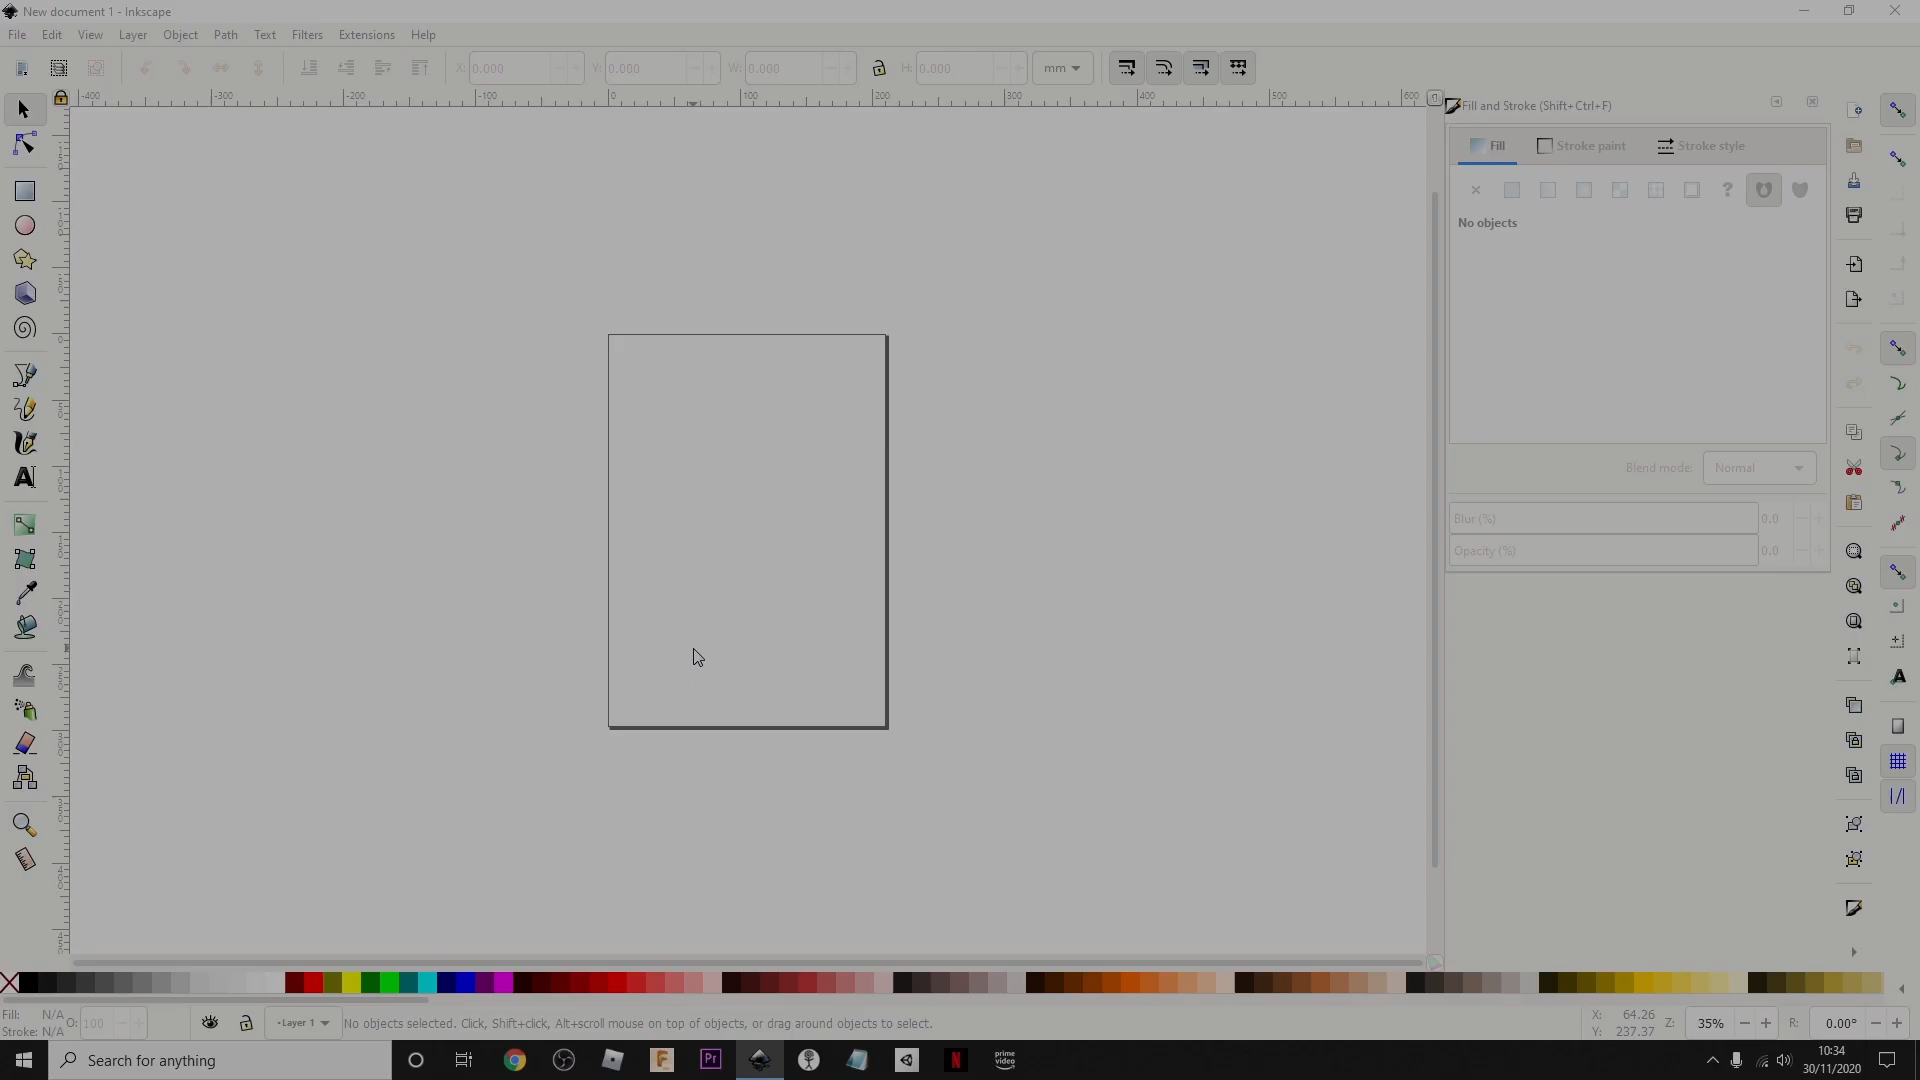 New document 1 - Inkscape
File Edit View Layer Object Path Text Filters Extensions Help
X: 0.000 Y: 0.000 W: 0.000 H: 0.000 mm
-400 -300 -200 -100 0 100 200 300 400 500 600
Fill and Stroke (Shift+Ctrl+F)
Fill Stroke paint Stroke style
No objects
Blend mode: Normal
Blur (%) 0.0
Opacity (%) 0.0
Fill: N/A
Stroke: N/A
O: 100
Layer 1
No objects selected. Click, Shift+click, Alt+scroll mouse on top of objects, or drag around objects to select.
X: 64.26
Y: 237.37
Z: 35% R: 0.00°
Search for anything
Pr
N
prime
video
10:34
30/11/2020